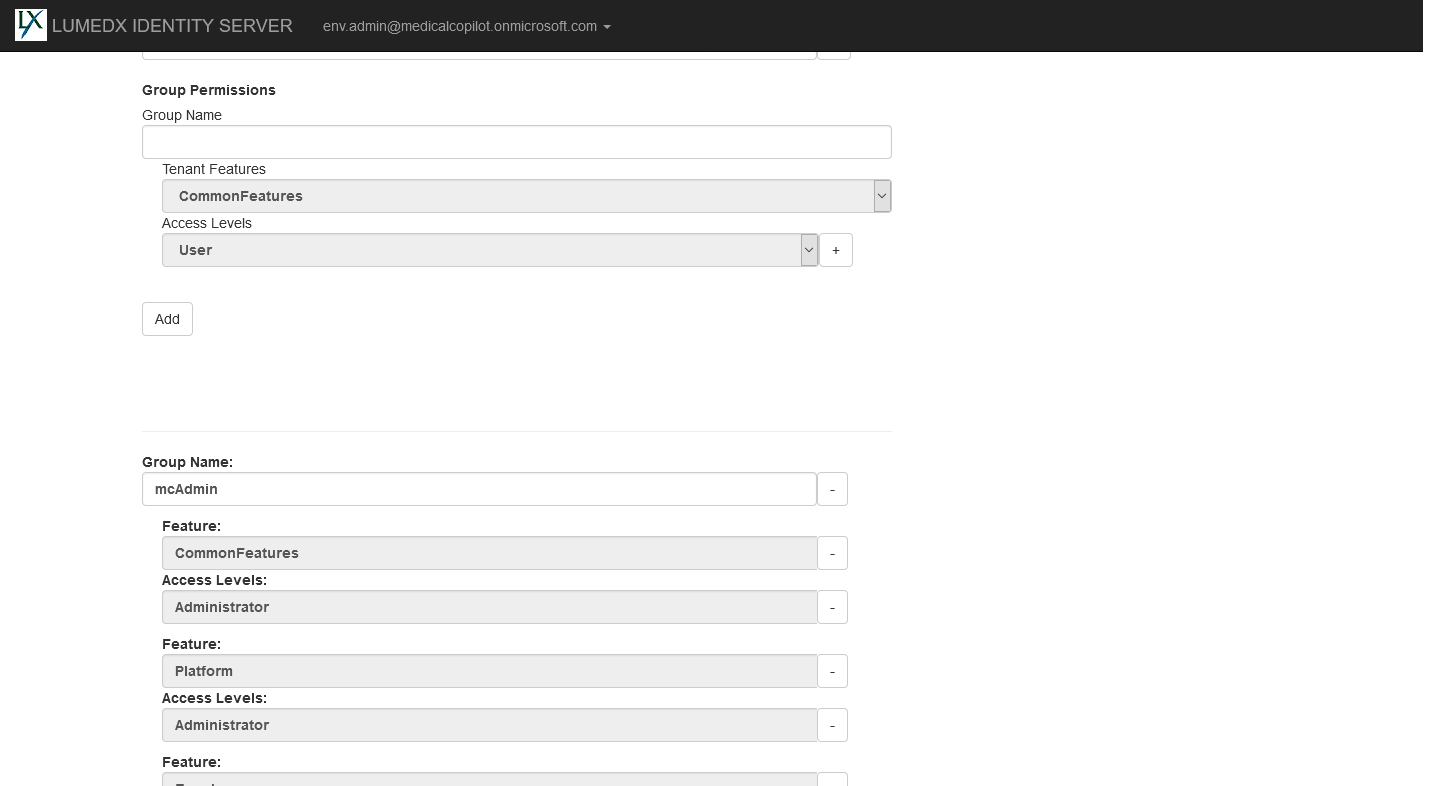 LX LUMEDX IDENTITY SERVER env.admin@medicalcopilot.onmicrosoft.com
Group Permissions
Group Name
Tenant Features
CommonFeatures
Access Levels
User +
Add
Group Name:
mcAdmin -
Feature:
CommonFeatures -
Access Levels:
Administrator -
Feature:
Platform -
Access Levels:
Administrator -
Feature: